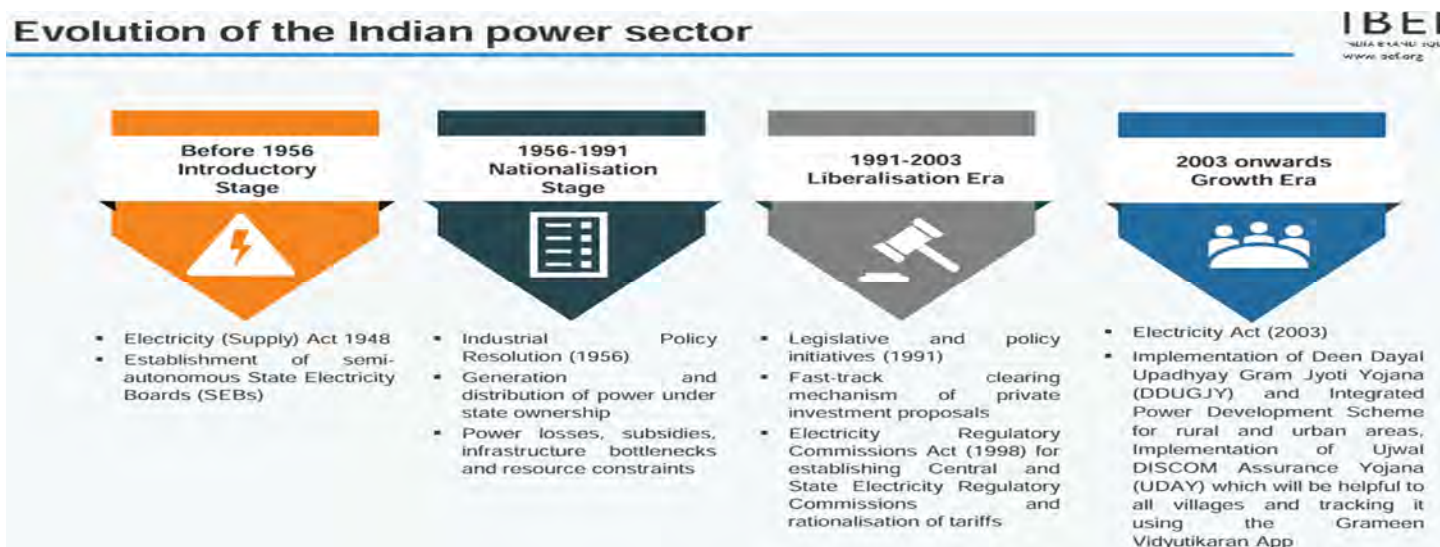 Evolution of the Indian power sector
www.
Before 1956
Introductory
Stage
Electricity (Supply) Act 1948
Establishment of semi-
autonomous State Electricity
Boards (SEBs)
1956-1991
Nationalisation
Stage
Industrial Policy
Resolution (1956)
Generation and
distribution of power under
state ownership
Power losses, subsidies,
infrastructure bottlenecks
and resource constraints
1991-2003
Liberalisation Era
Legislative and policy
initiatives (1991)
Fast-track clearing
mechanism of private
investment proposals
Electricity Regulatory
Commissions Act (1998) for
establishing Central and
State Electricity Regulatory
Commissions and
rationalisation of tariffs
2003 onwards
Growth Era
Electricity Act (2003)
Implementation of Deen Dayal
Upadhyay Gram Jyoti Yojana
(DDUGJY) and Integrated
Power Development Scheme
for rural and urban areas,
Implementation of Ujwal
DISCOM Assurance Yojana
(UDAY) which will be helpful to
all villages and tracking it
using the Grameen
Vidyutikaran App